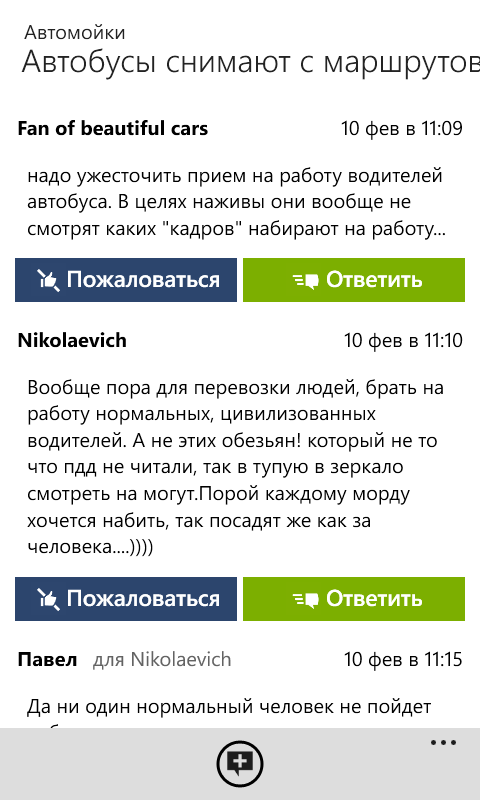 Автомойки
Автобусы снимают с маршрутов
Fan of beautiful cars 10 фев в 11:09
надо ужесточить прием на работу водителей
автобуса. В целях наживы они вообще не
смотрят каких "кадров" набирают на работу...
Пожаловаться Ответить
Nikolaevich 10 фев в 11:10
Вообще пора для перевозки людей, брать на
работу нормальных, цивилизованных
водителей. А не этих обезьян! который не то
что пдд не читали, так в тупую в зеркало
смотреть на могут.Порой каждому морду
хочется набить, так посадят же как за
человека....))))
Пожаловаться Ответить
Павел для Nikolaevich 10 фев в 11:15
Да ни один нормальный человек не пойдет